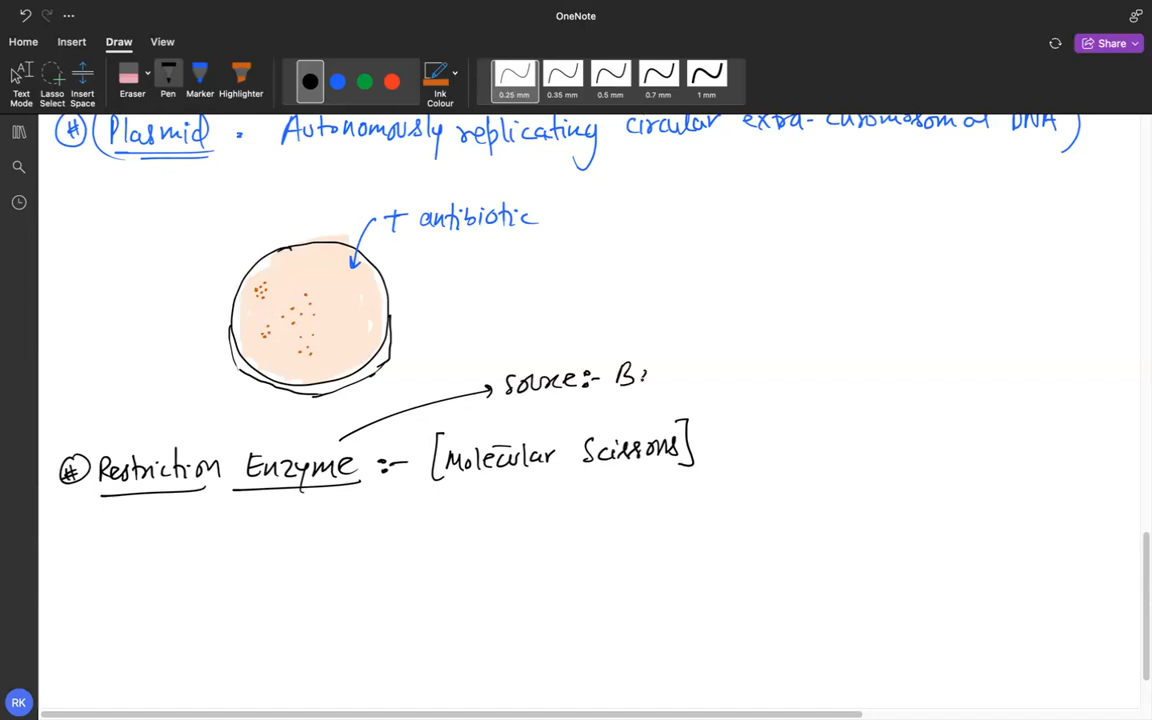 OneNote
Home Insert Draw View
Share
Text Mode
Lasso Select
Insert Space
Eraser
Pen
Marker
Highlighter
Ink Colour
0.25 mm 0.35 mm 0.5 mm 0.7 mm 1 mm
(#) (Plasmid : Autonomously replicating circular extra-chromosomal DNA)
+ antibiotic
source:- B
(#) Restriction Enzyme :- [Molecular Scissors]
RK